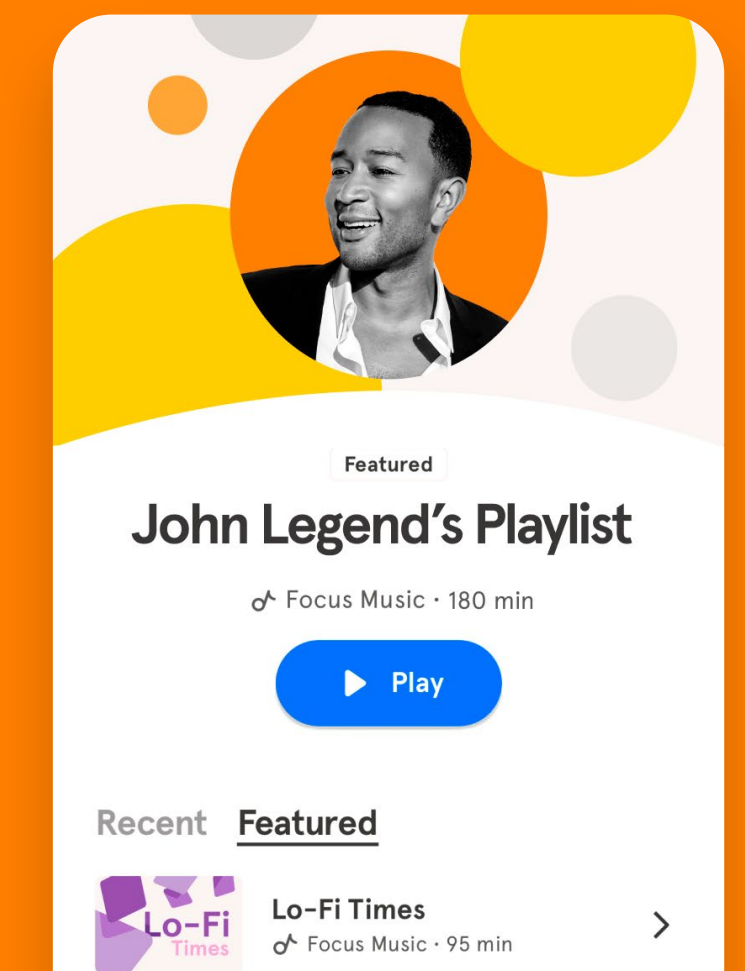 Featured
John Legend's Playlist
Focus Music · 180 min
Play
Recent Featured
Lo-Fi
Times
Lo-Fi Times
Focus Music · 95 min